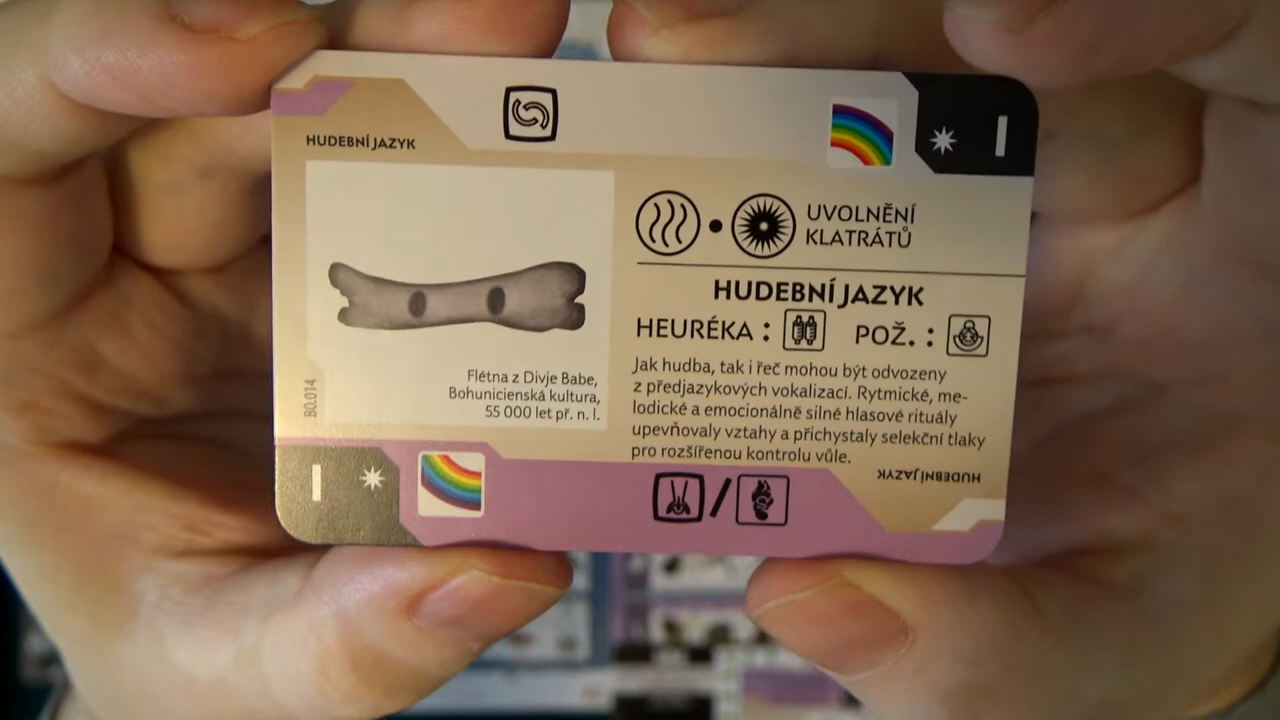 HUDEBNÍ JAZYK
I
UVOLNĚNÍ
KLATRÁTŮ
HUDEBNÍ JAZYK
HEURÉKA : POŽ. :
Jak hudba, tak i řeč mohou být odvozeny
z předjazykových vokalizací. Rytmické, me-
lodické a emocionálně silné hlasové rituály
upevňovaly vztahy a přichystaly selekční tlaky
pro rozšířenou kontrolu vůle.
Flétna z Divje Babe,
Bohunicienská kultura,
55 000 let př. n. l.
B0.014
HUDEBNÍ JAZYK
I
/